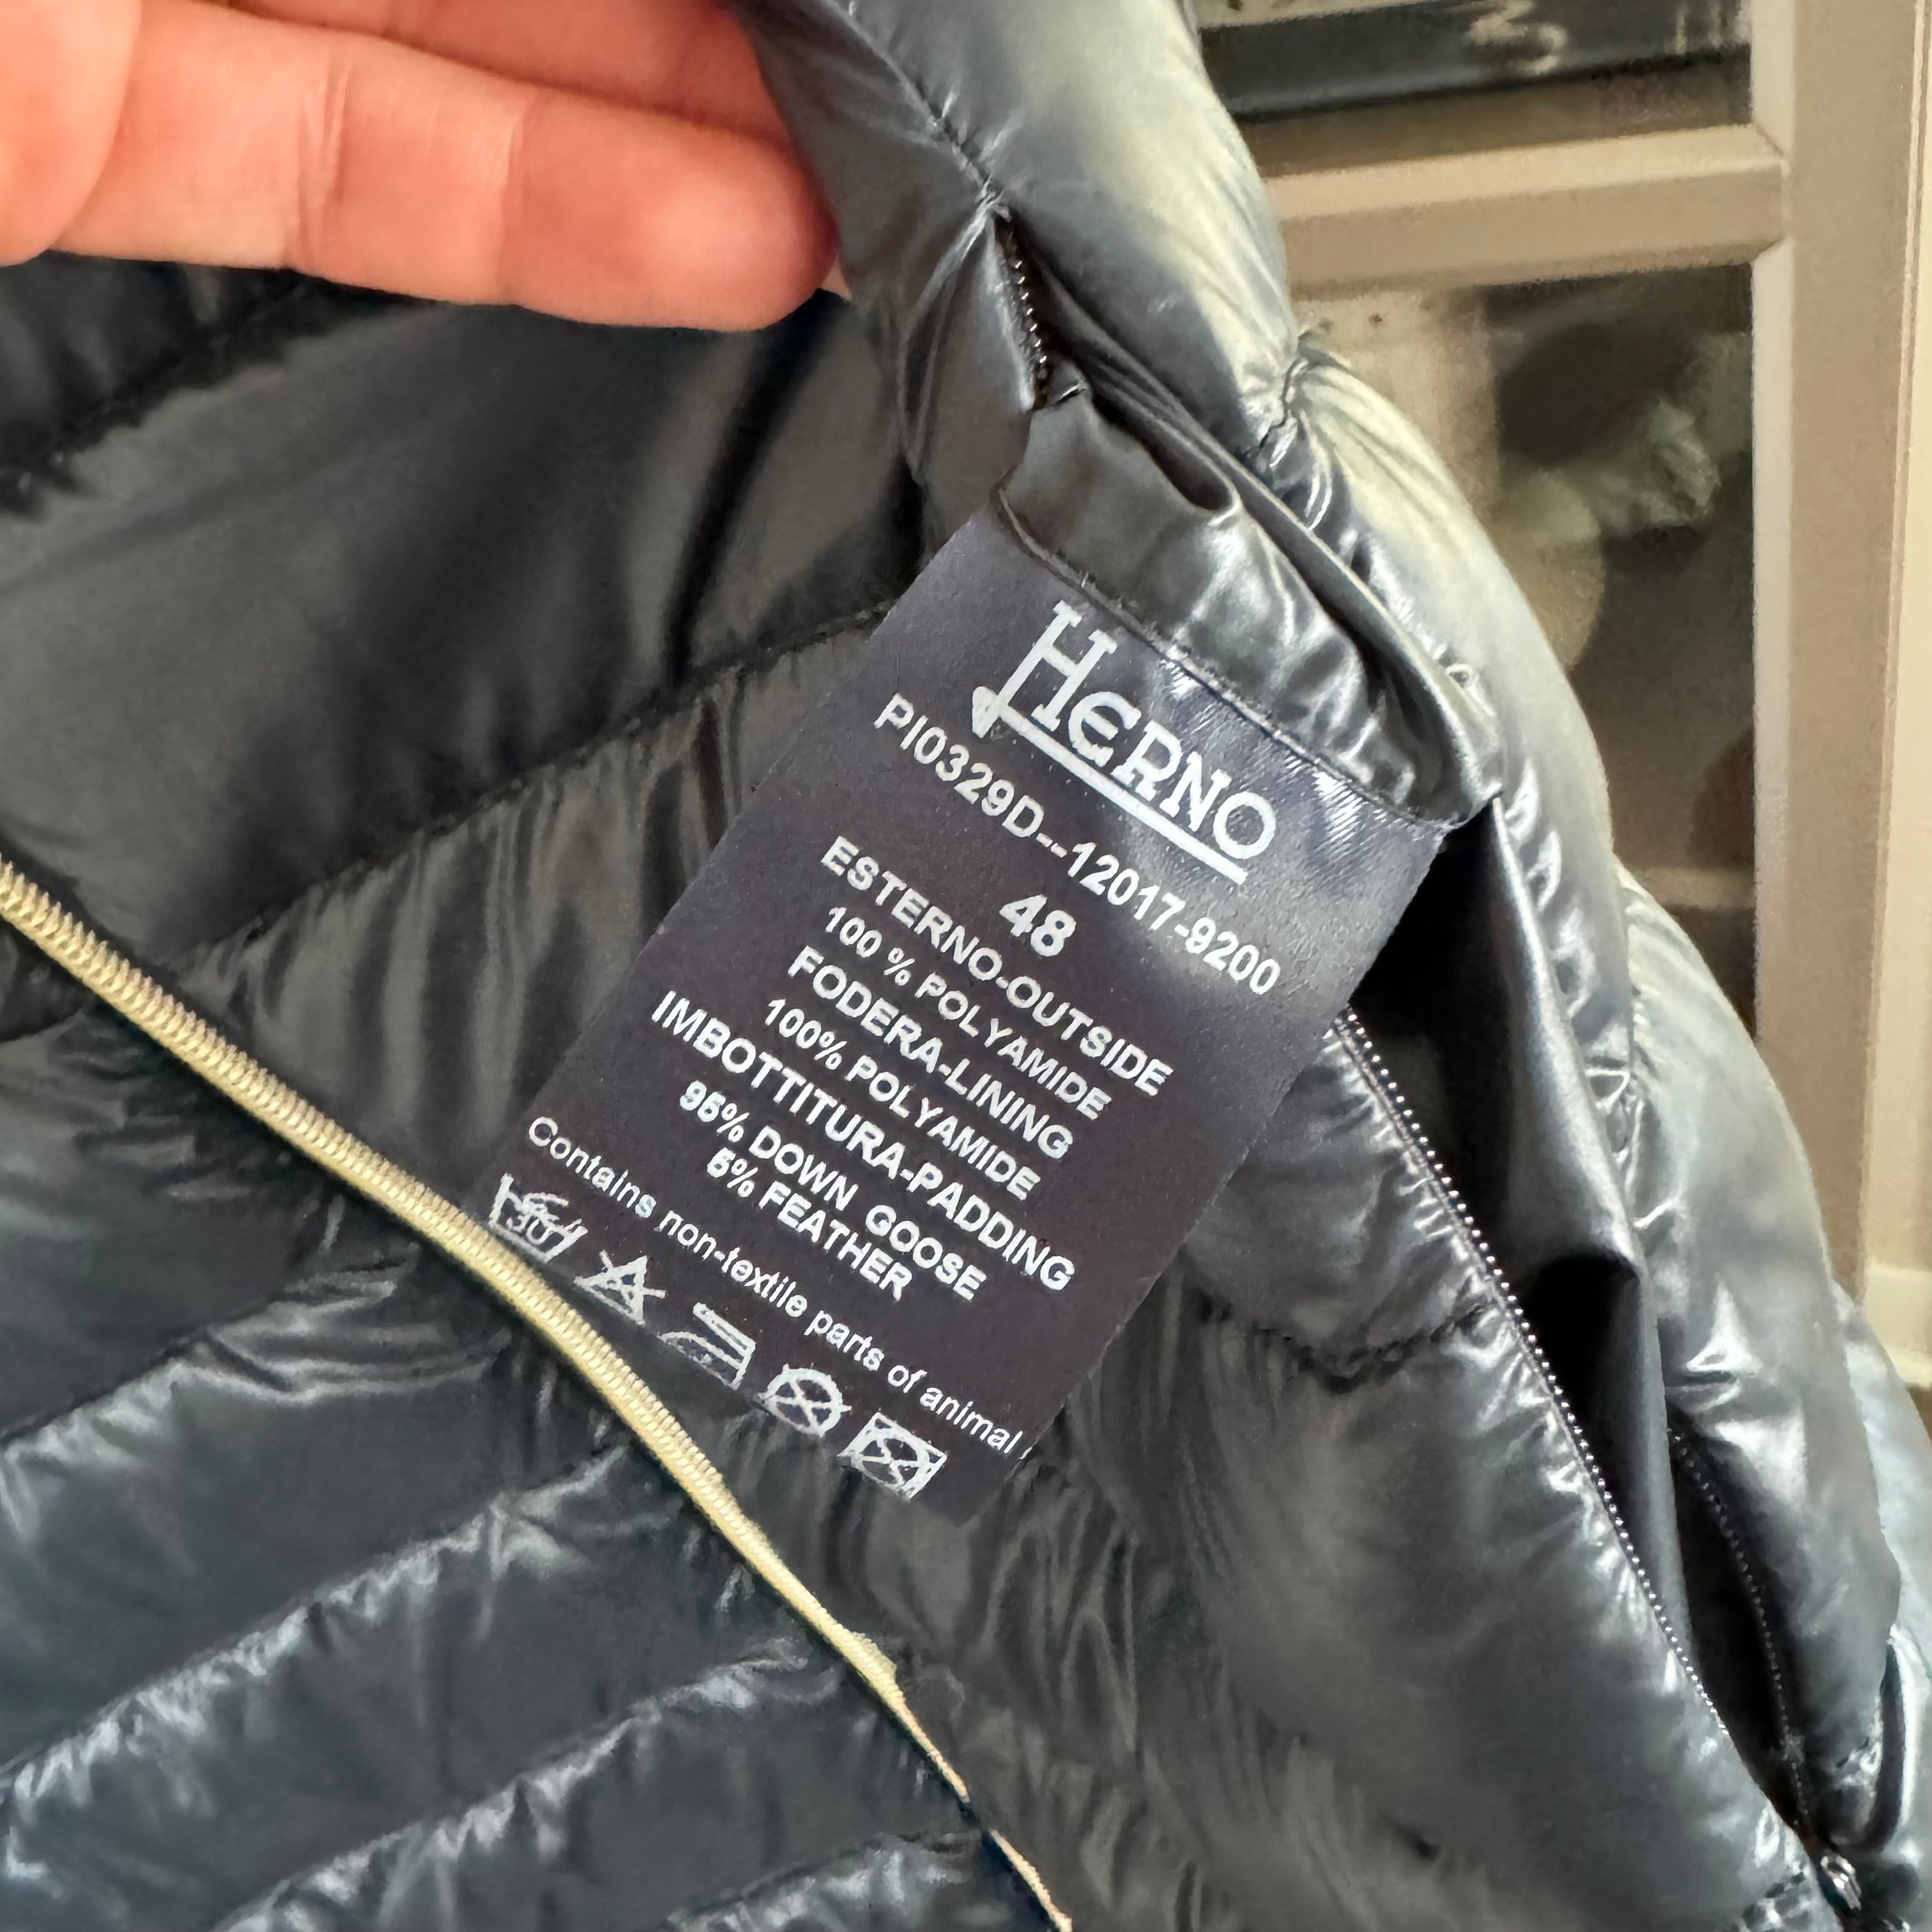 HERNO
PI0329D--12017-9200
48
ESTERNO-OUTSIDE
100 % POLYAMIDE
FODERA-LINING
100% POLYAMIDE
IMBOTTITURA-PADDING
95% DOWN GOOSE
5% FEATHER
Contains non-textile parts of animal
30